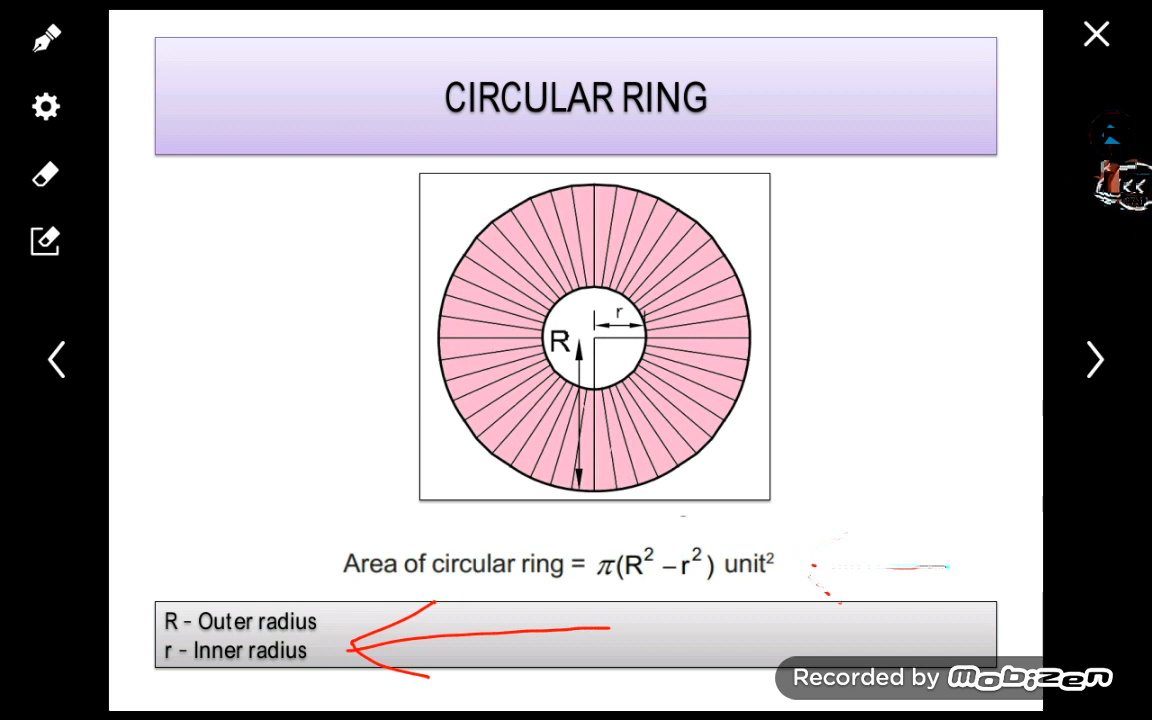 CIRCULAR RING
r
R
Area of circular ring = π(R² – r²) unit²
R – Outer radius
r – Inner radius
Recorded by Mobizen